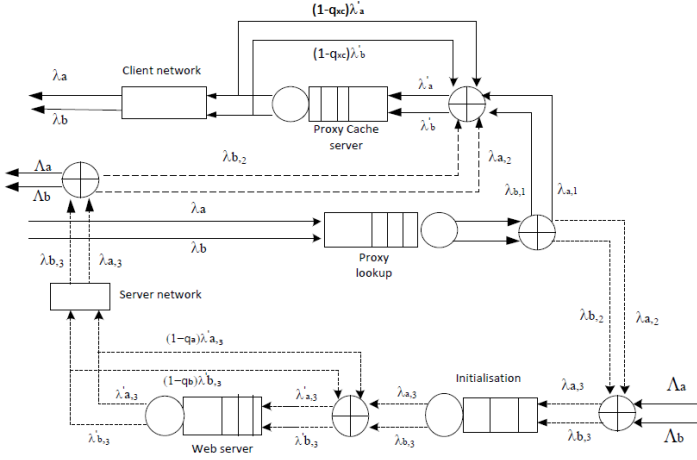 (1-qxc)λ'a
(1-qxc)λ'b
Client network
λa
λb
λ'a
λ'b
Proxy Cache
server
λb,2
λa,2
Λa
Λb
λb,1
λa,1
λa
λb
Proxy
lookup
λb,3
λa,3
Server network
λb,2
λa,2
(1-qa)λ'a,3
(1-qb)λ'b,3
λ'a,3
λ'b,3
Web server
λ'a,3
λ'b,3
λa,3
λb,3
Initialisation
λa,3
λb,3
Λa
Λb